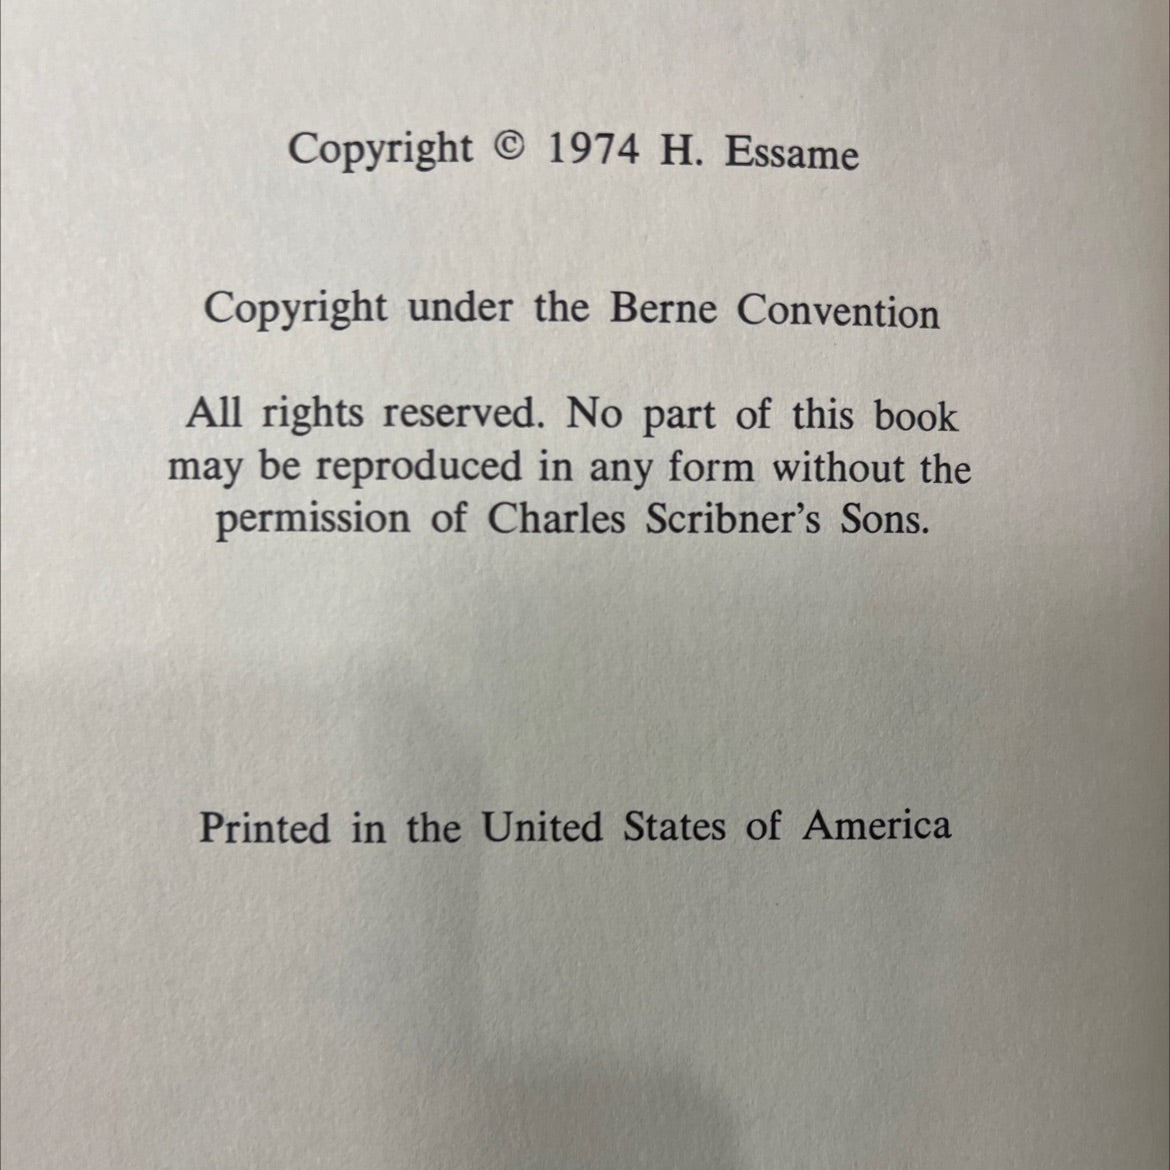 Copyright © 1974 H. Essame
Copyright under the Berne Convention
All rights reserved. No part of this book
may be reproduced in any form without the
permission of Charles Scribner's Sons.
Printed in the United States of America